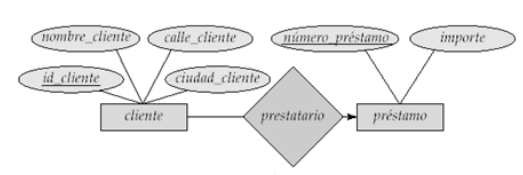 nombre_cliente calle_cliente número_préstamo importe
id_cliente ciudad_cliente
cliente prestatario préstamo